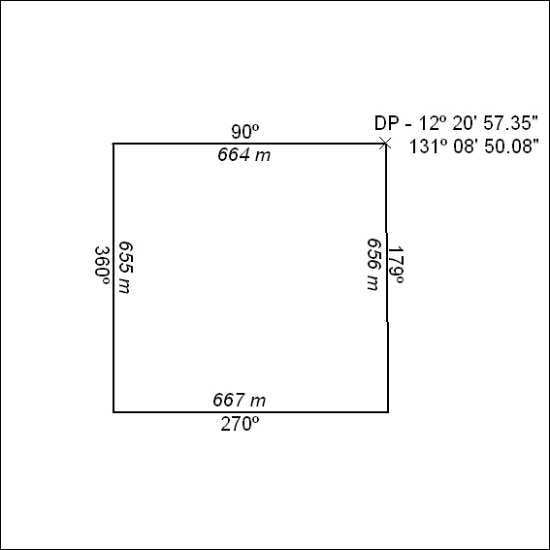 DP - 12º 20' 57.35"
131º 08' 50.08"
90º
664 m
360º
655 m
656 m
179º
667 m
270º